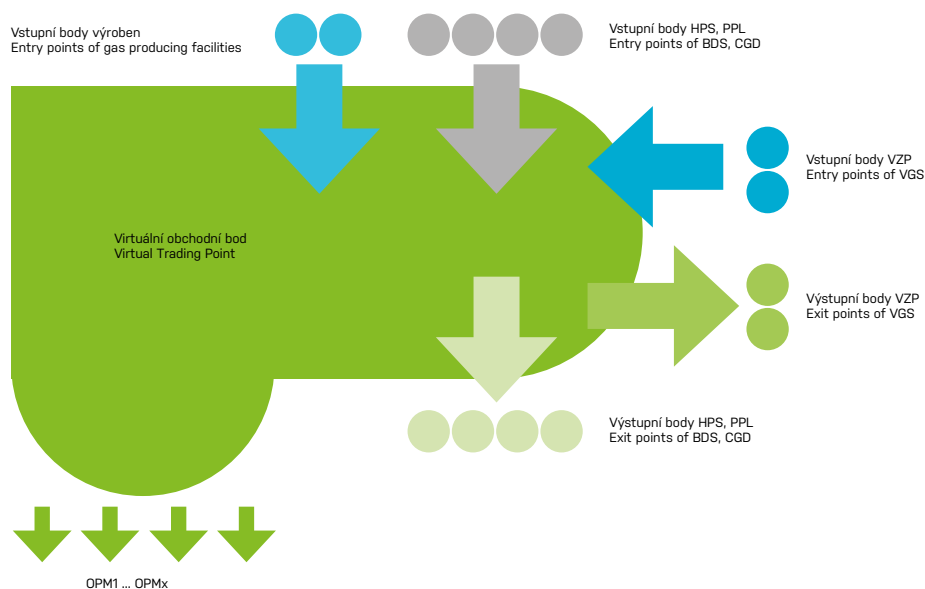 Vstupní body výroben
Entry points of gas producing facilities
Vstupní body HPS, PPL
Entry points of BDS, CGD
Vstupní body VZP
Entry points of VGS
Virtuální obchodní bod
Virtual Trading Point
Výstupní body VZP
Exit points of VGS
Výstupní body HPS, PPL
Exit points of BDS, CGD
OPM1 ... OPMx